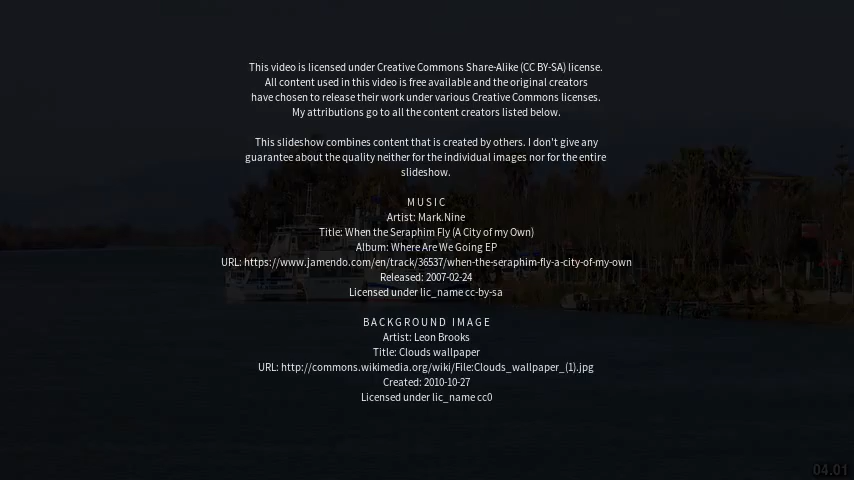 This video is licensed under Creative Commons Share-Alike (CC BY-SA) license.
All content used in this video is free available and the original creators
have chosen to release their work under various Creative Commons licenses.
My attributions go to all the content creators listed below.
This slideshow combines content that is created by others. I don't give any
guarantee about the quality neither for the individual images nor for the entire
slideshow.
MUSIC
Artist: Mark.Nine
Title: When the Seraphim Fly (A City of my Own)
Album: Where Are We Going EP
URL: https://www.jamendo.com/en/track/36537/when-the-seraphim-fly-a-city-of-my-own
Released: 2007-02-24
Licensed under lic_name cc-by-sa
BACKGROUND IMAGE
Artist: Leon Brooks
Title: Clouds wallpaper
URL: http://commons.wikimedia.org/wiki/File:Clouds_wallpaper_(1).jpg
Created: 2010-10-27
Licensed under lic_name cc0
04.01